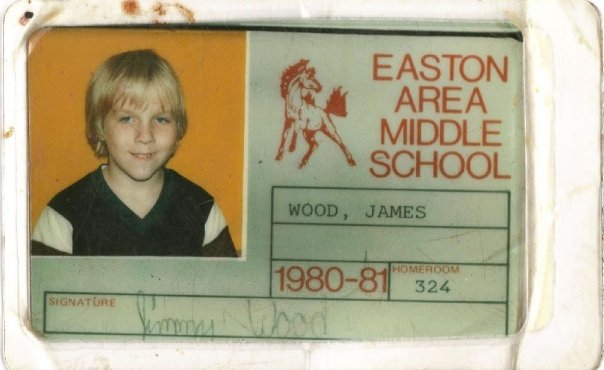 EASTON
AREA
MIDDLE
SCHOOL
WOOD, JAMES
1980-81
HOMEROOM
324
SIGNATURE
Jimmy Wood